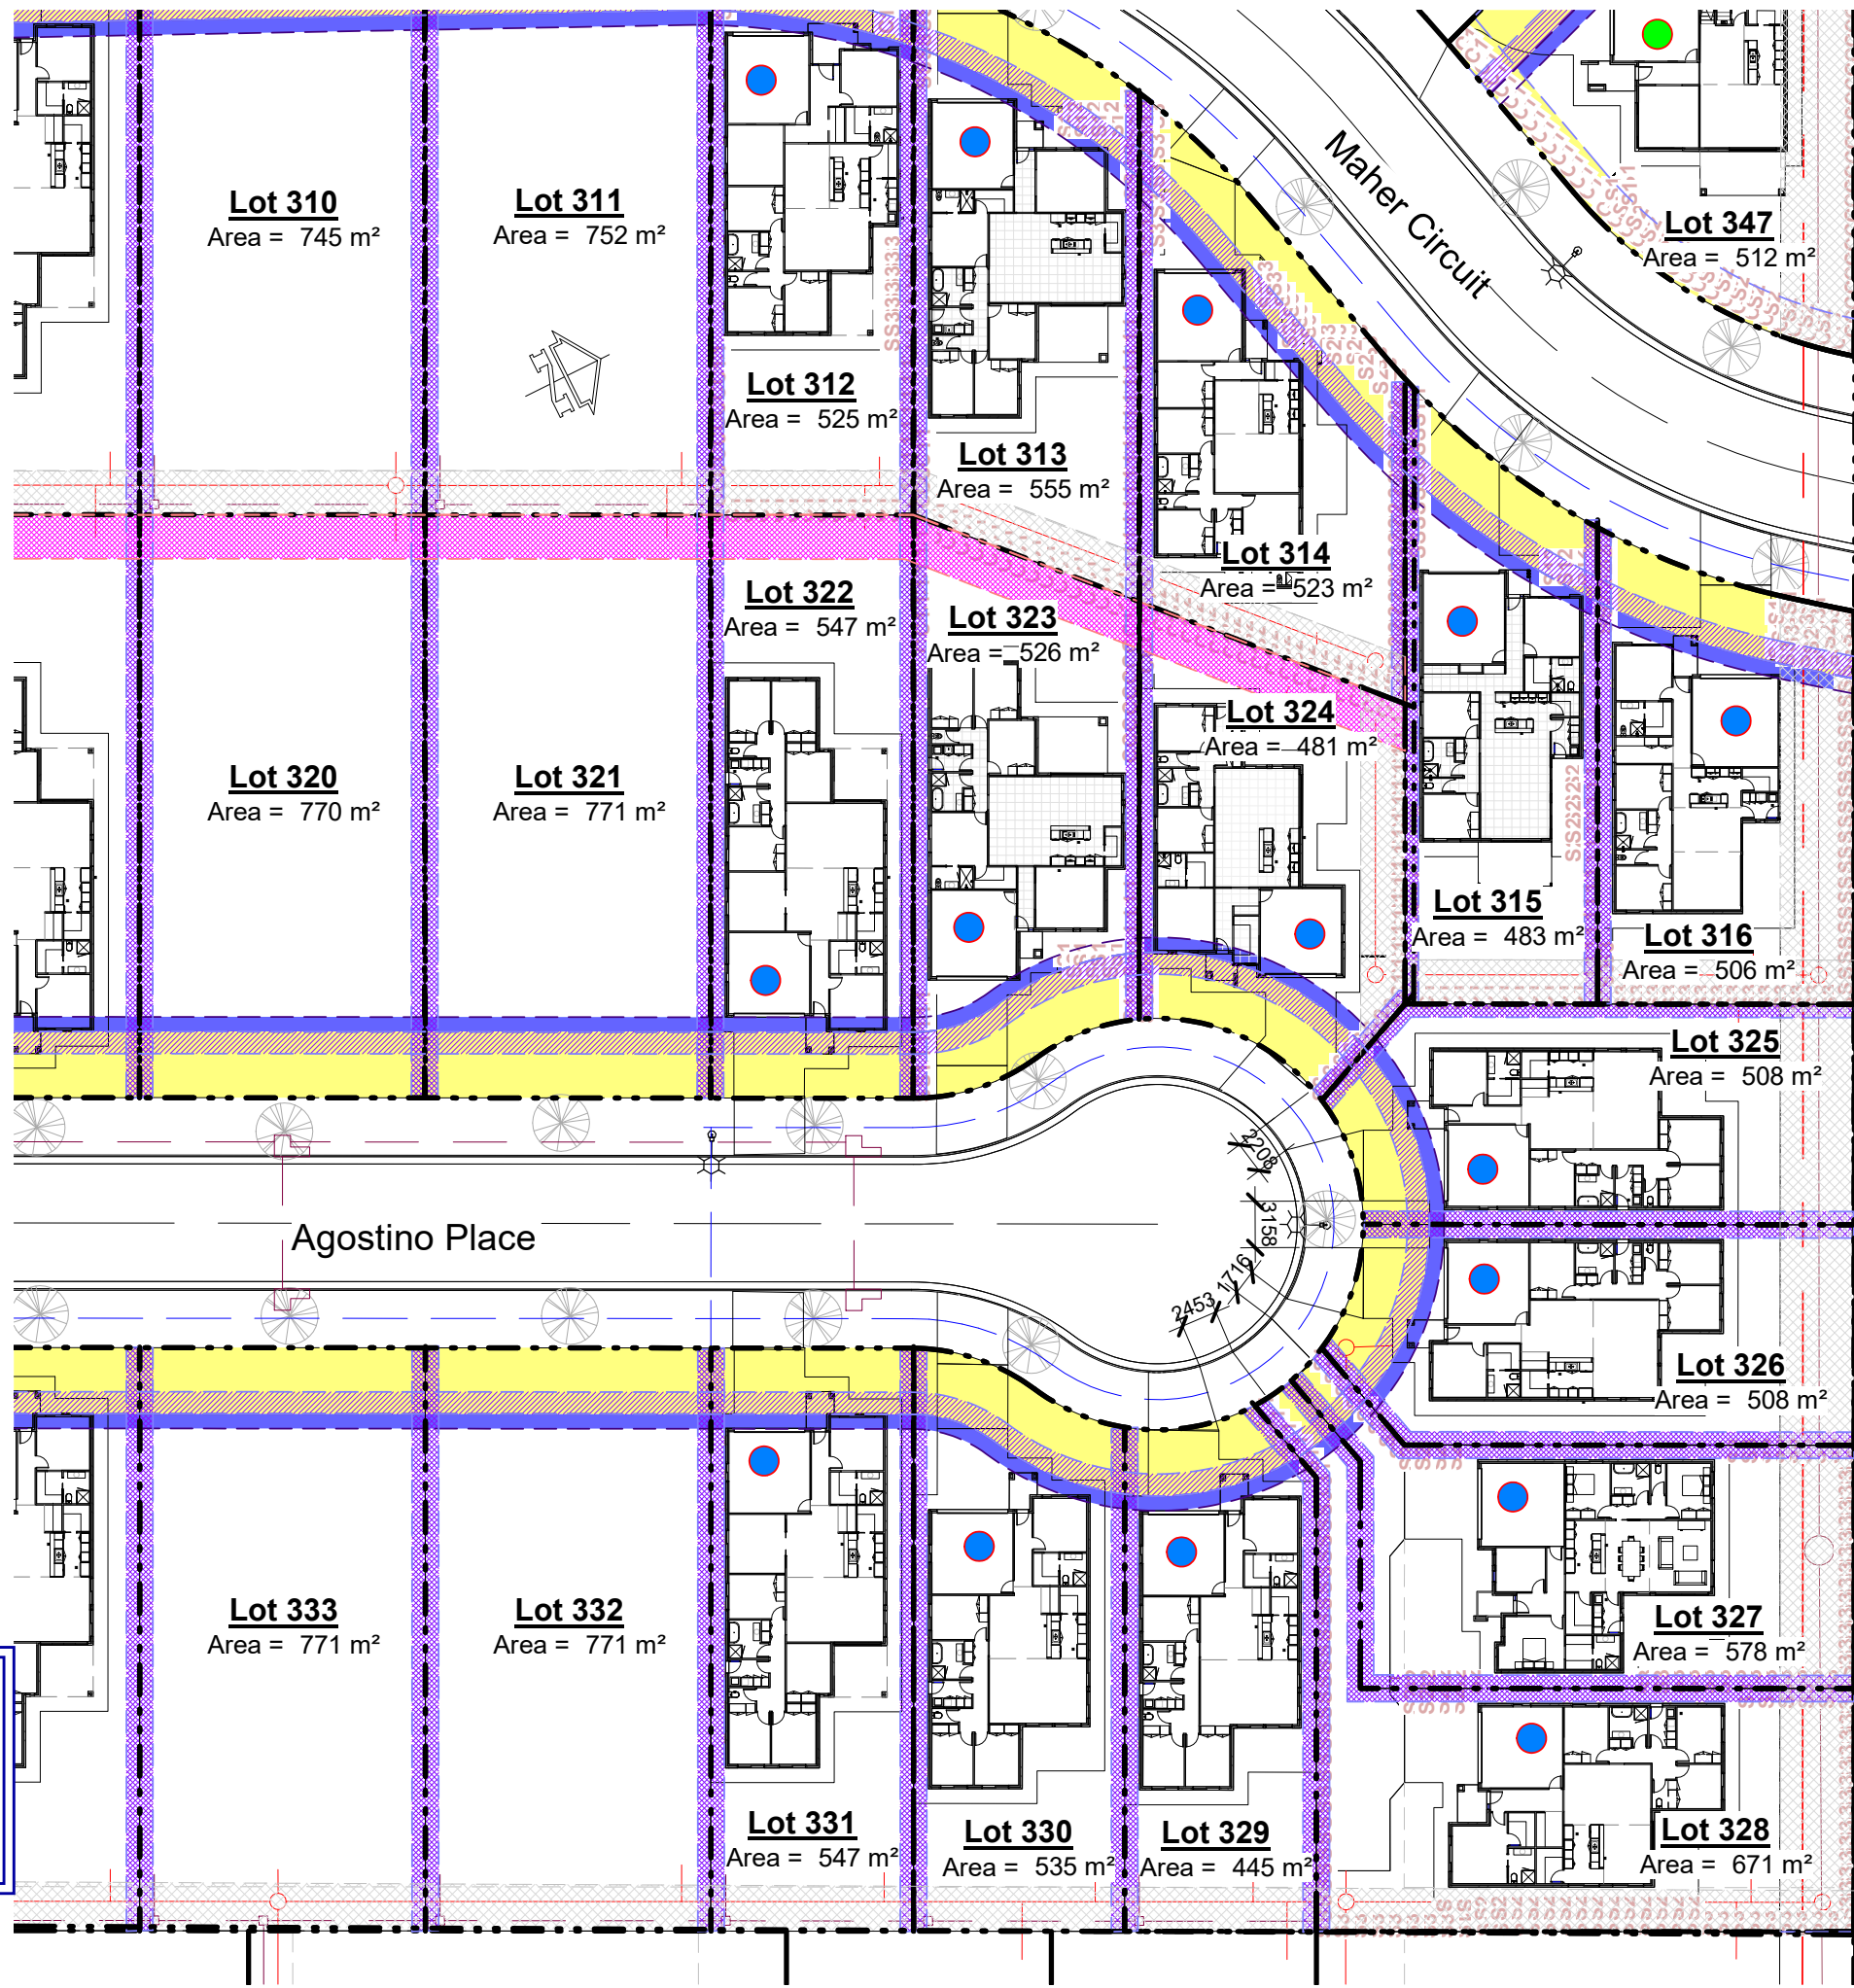 Maher Circuit
Lot 310
Area = 745 m²
Lot 311
Area = 752 m²
Lot 347
Area = 512 m²
Lot 312
Area = 525 m²
Lot 313
Area = 555 m²
Lot 314
Area = 523 m²
Lot 322
Area = 547 m²
Lot 323
Area = 526 m²
Lot 324
Area = 481 m²
Lot 320
Area = 770 m²
Lot 321
Area = 771 m²
Lot 315
Area = 483 m²
Lot 316
Area = 506 m²
Lot 325
Area = 508 m²
2208
3158
1716
2453
Agostino Place
Lot 326
Area = 508 m²
Lot 333
Area = 771 m²
Lot 332
Area = 771 m²
Lot 327
Area = 578 m²
Lot 331
Area = 547 m²
Lot 330
Area = 535 m²
Lot 329
Area = 445 m²
Lot 328
Area = 671 m²